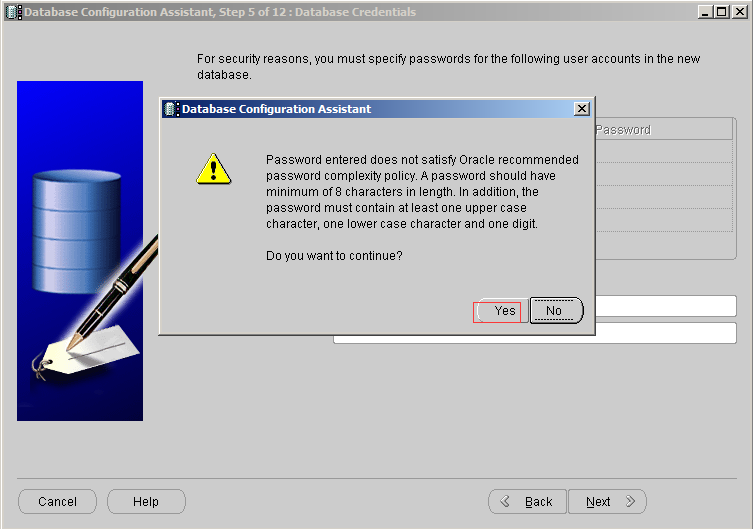 Database Configuration Assistant, Step 5 of 12 : Database Credentials
For security reasons, you must specify passwords for the following user accounts in the new
database.
Database Configuration Assistant
Password
Password entered does not satisfy Oracle recommended
password complexity policy. A password should have
minimum of 8 characters in length. In addition, the
password must contain at least one upper case
character, one lower case character and one digit.
Do you want to continue?
Yes No
Cancel Help Back Next